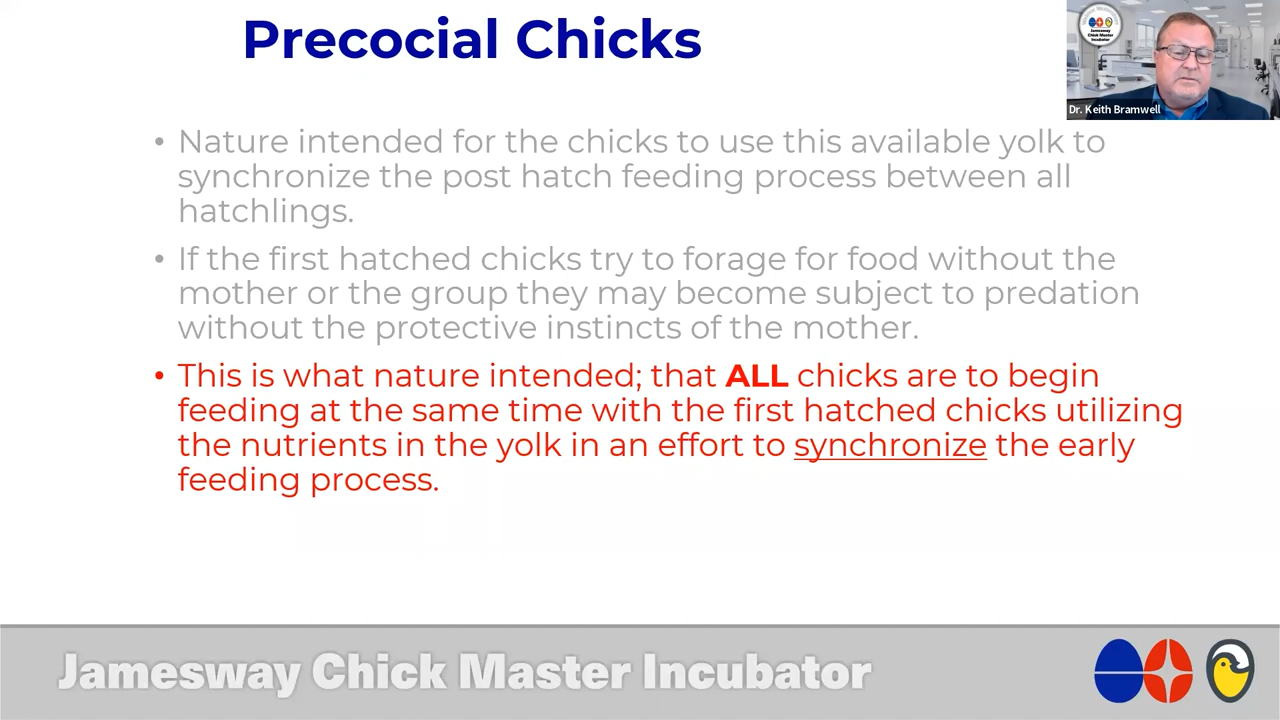 Precocial Chicks
Jamesway
Chick Master
Incubator
Dr. Keith Bramwell
• Nature intended for the chicks to use this available yolk to
synchronize the post hatch feeding process between all
hatchlings.
• If the first hatched chicks try to forage for food without the
mother or the group they may become subject to predation
without the protective instincts of the mother.
• This is what nature intended; that ALL chicks are to begin
feeding at the same time with the first hatched chicks utilizing
the nutrients in the yolk in an effort to synchronize the early
feeding process.
Jamesway Chick Master Incubator